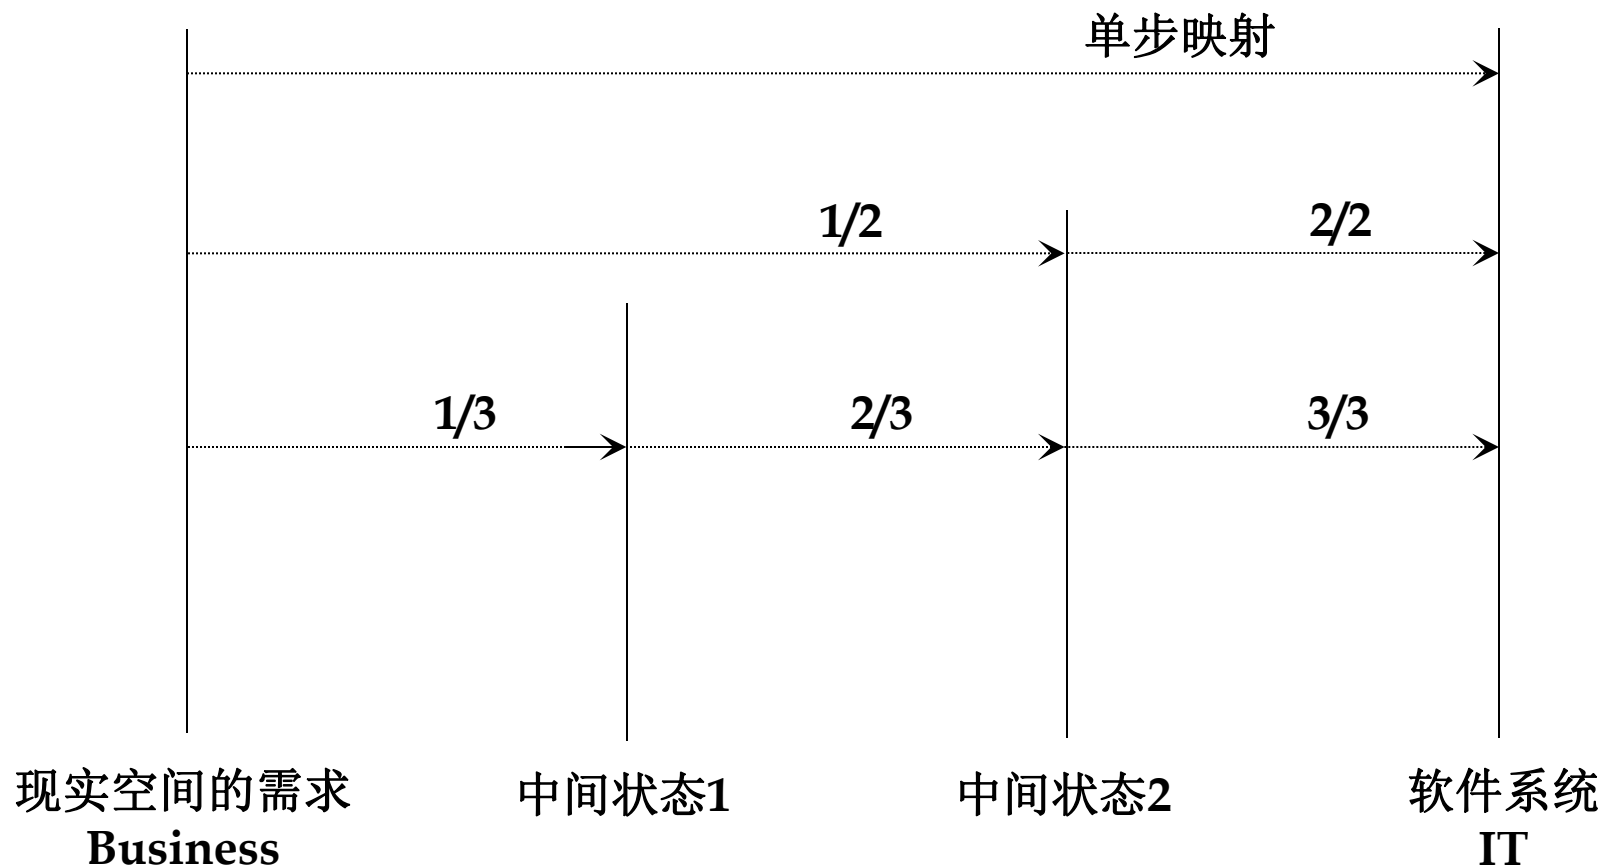 单步映射
1/2
2/2
1/3
2/3
3/3
现实空间的需求
Business
中间状态1
中间状态2
软件系统
IT